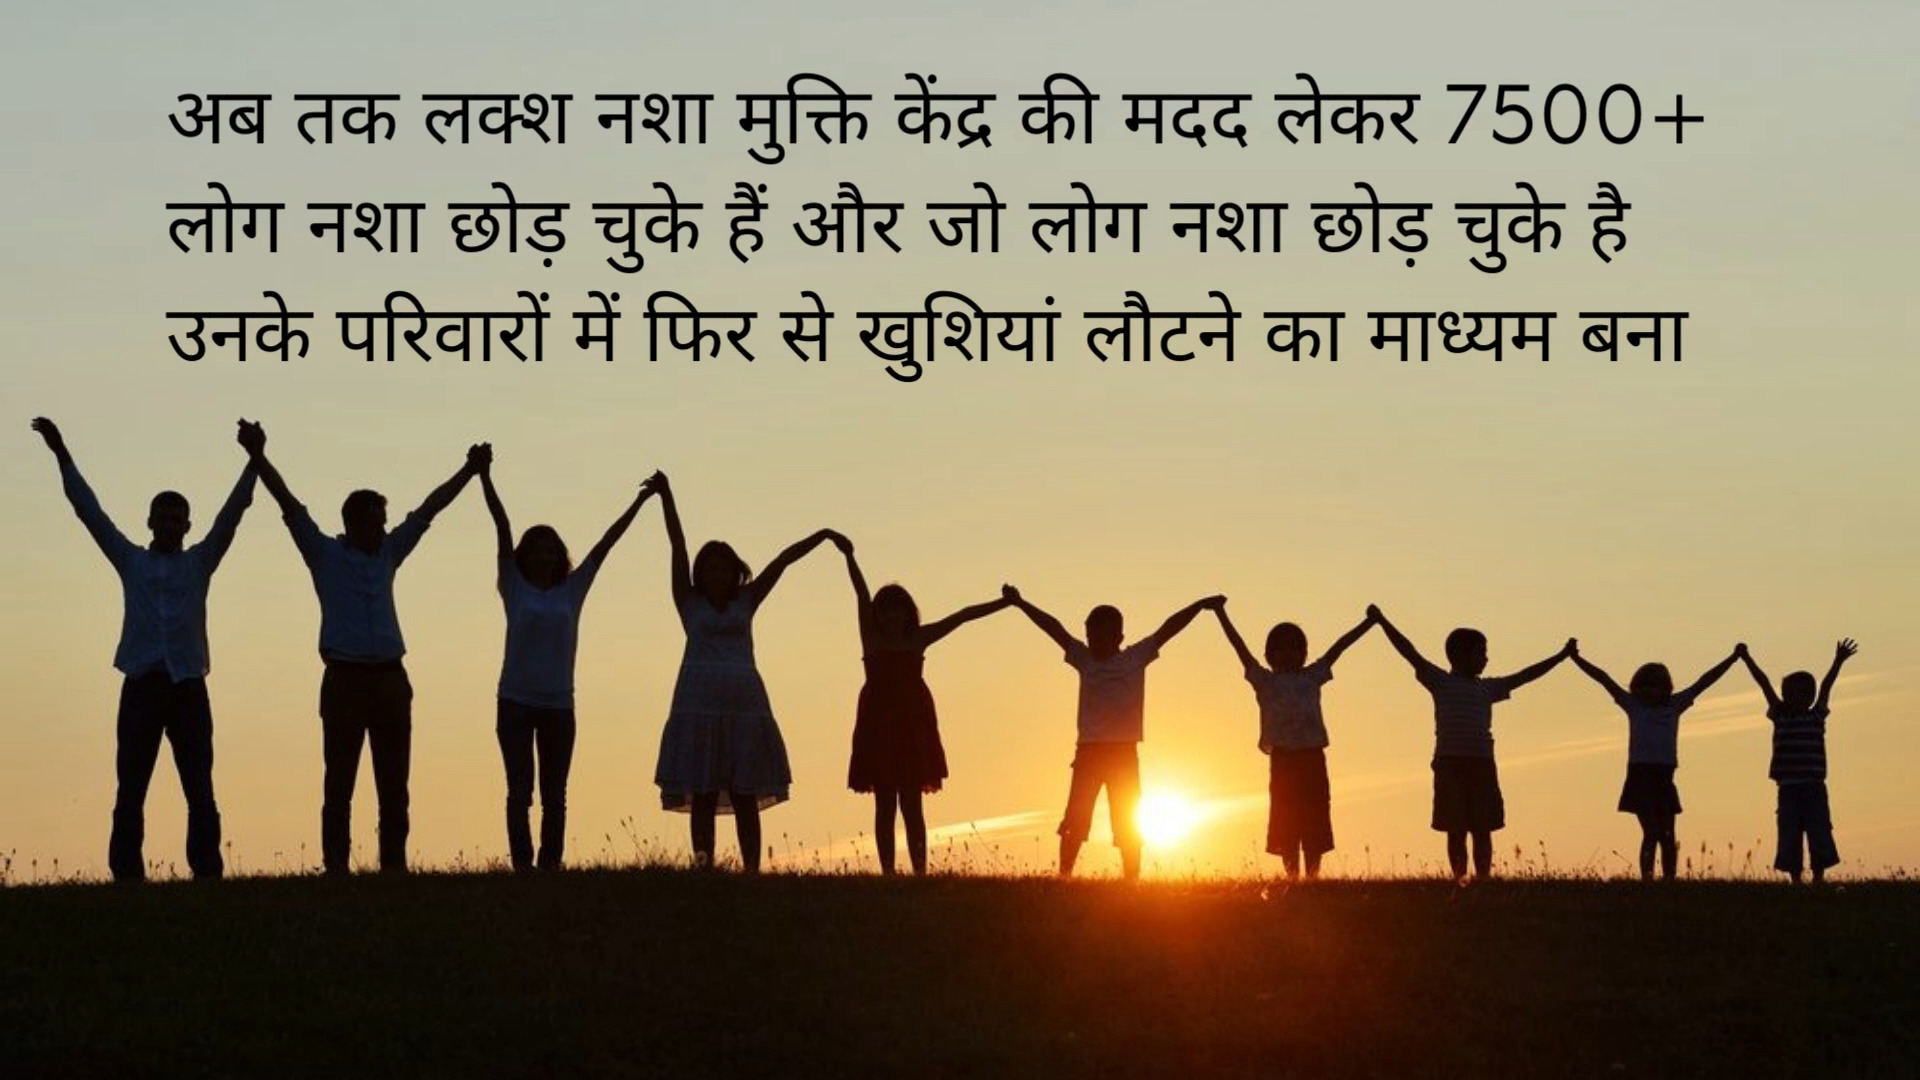 अब तक लक्श नशा मुक्ति केंद्र की मदद लेकर 7500+
लोग नशा छोड़ चुके हैं और जो लोग नशा छोड़ चुके है
उनके परिवारों में फिर से खुशियां लौटने का माध्यम बना